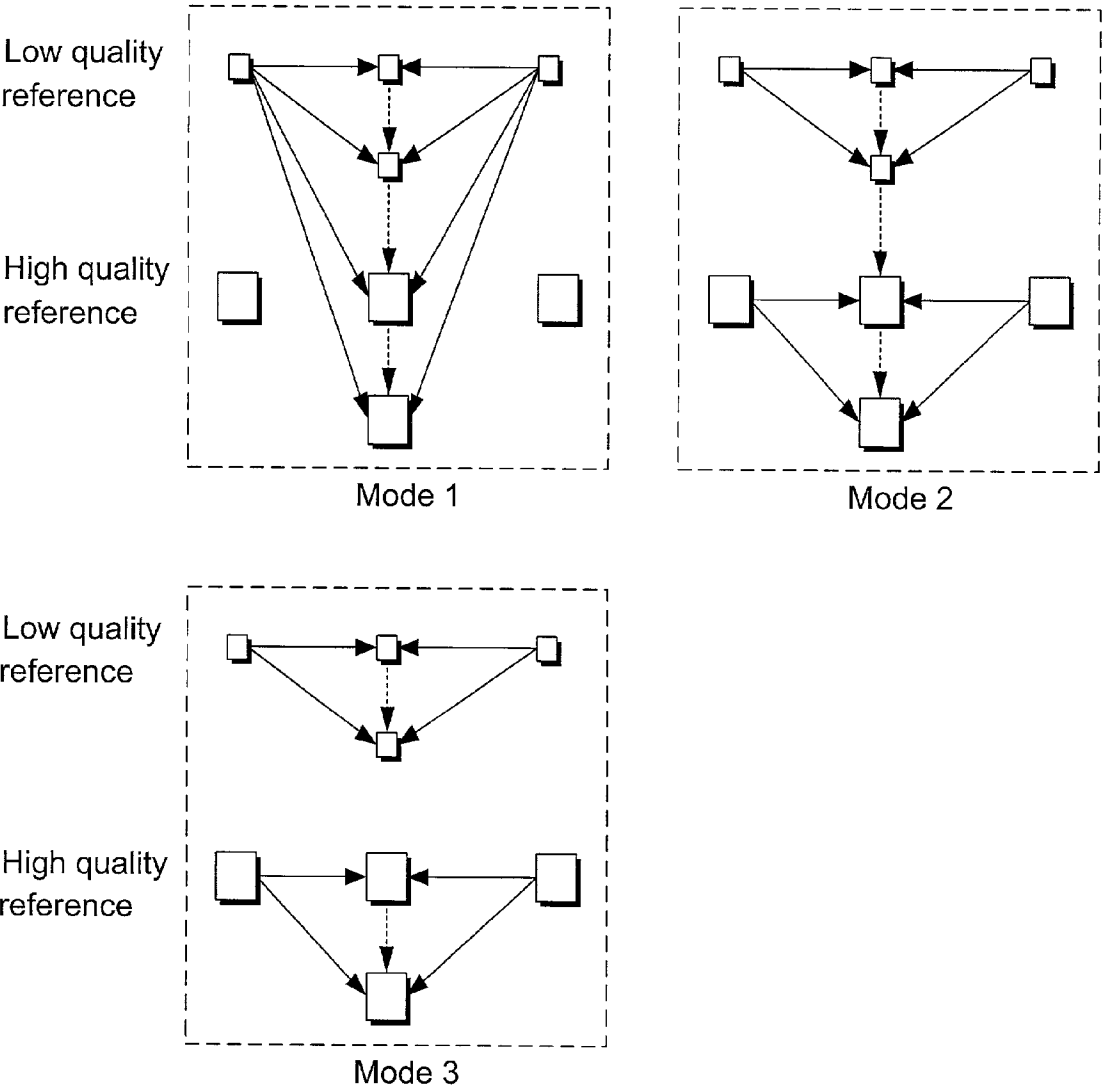 Low quality
reference
High quality
reference
Mode 1
Mode 2
Low quality
reference
High quality
reference
Mode 3